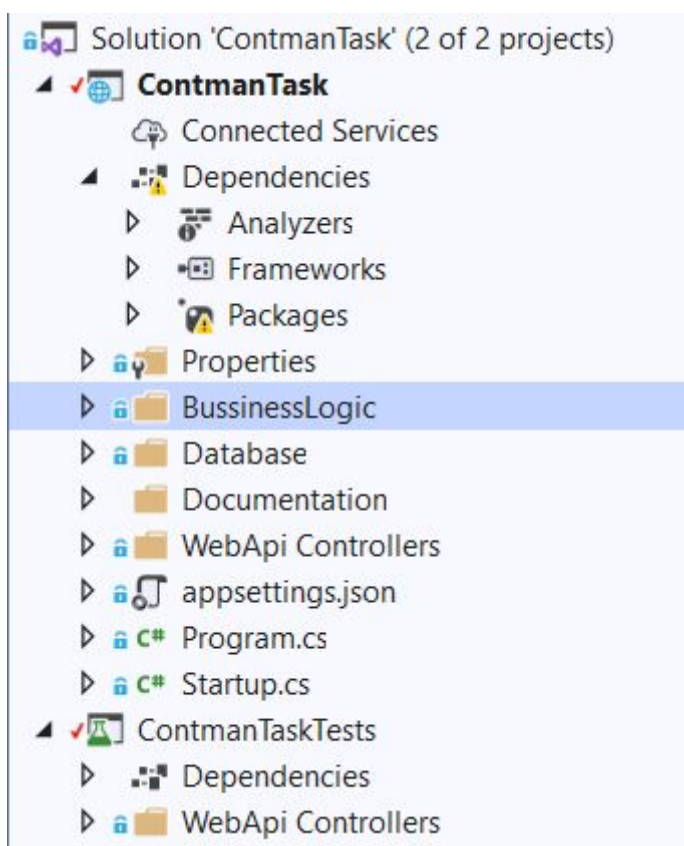 Solution 'ContmanTask' (2 of 2 projects)
ContmanTask
Connected Services
Dependencies
Analyzers
Frameworks
Packages
Properties
BussinessLogic
Database
Documentation
WebApi Controllers
appsettings.json
C# Program.cs
C# Startup.cs
ContmanTaskTests
Dependencies
WebApi Controllers